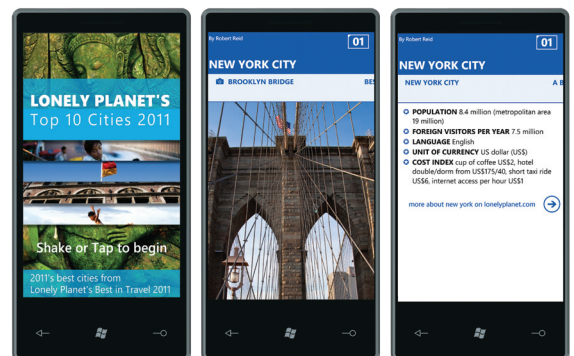 LONELY PLANET'S
Top 10 Cities 2011
Shake or Tap to begin
2011's best cities from
Lonely Planet's Best in Travel 2011
By Robert Reid
01
NEW YORK CITY
BROOKLYN BRIDGE
BES
By Robert Reid
01
NEW YORK CITY
NEW YORK CITY
A B
POPULATION 8.4 million (metropolitan area
19 million)
FOREIGN VISITORS PER YEAR 7.5 million
LANGUAGE English
UNIT OF CURRENCY US dollar (US$)
COST INDEX cup of coffee US$2, hotel
double/dorm from US$175/40, short taxi ride
US$6, internet access per hour US$1
more about new york on lonelyplanet.com